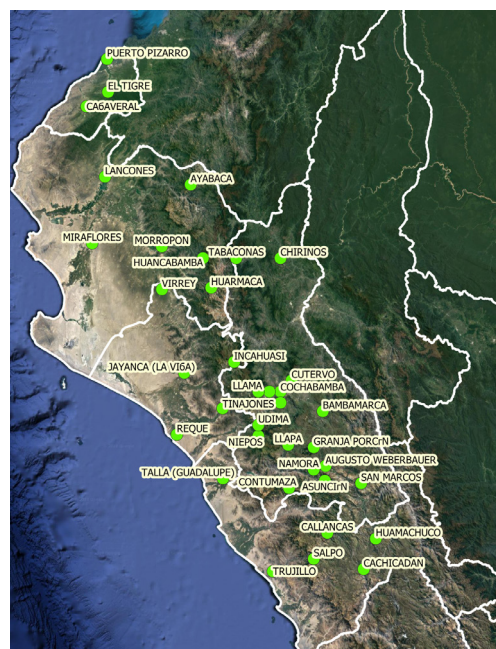 PUERTO PIZARRO
EL TIGRE
CA6AVERAL
LANCONES
AYABACA
MIRAFLORES
MORROPON
HUANCABAMBA
TABACONAS
CHIRINOS
VIRREY
HUARMACA
INCAHUASI
JAYANCA (LA VI6A)
CUTERVO
LLAMA
COCHABAMBA
TINAJONES
BAMBAMARCA
UDIMA
REQUE
NIEPOS
LLAPA
GRANJA PORCrN
NAMORA
AUGUSTO WEBERBAUER
TALLA (GUADALUPE)
CONTUMAZA
ASUNCIrN
SAN MARCOS
CALLANCAS
HUAMACHUCO
SALPO
TRUJILLO
CACHICADAN